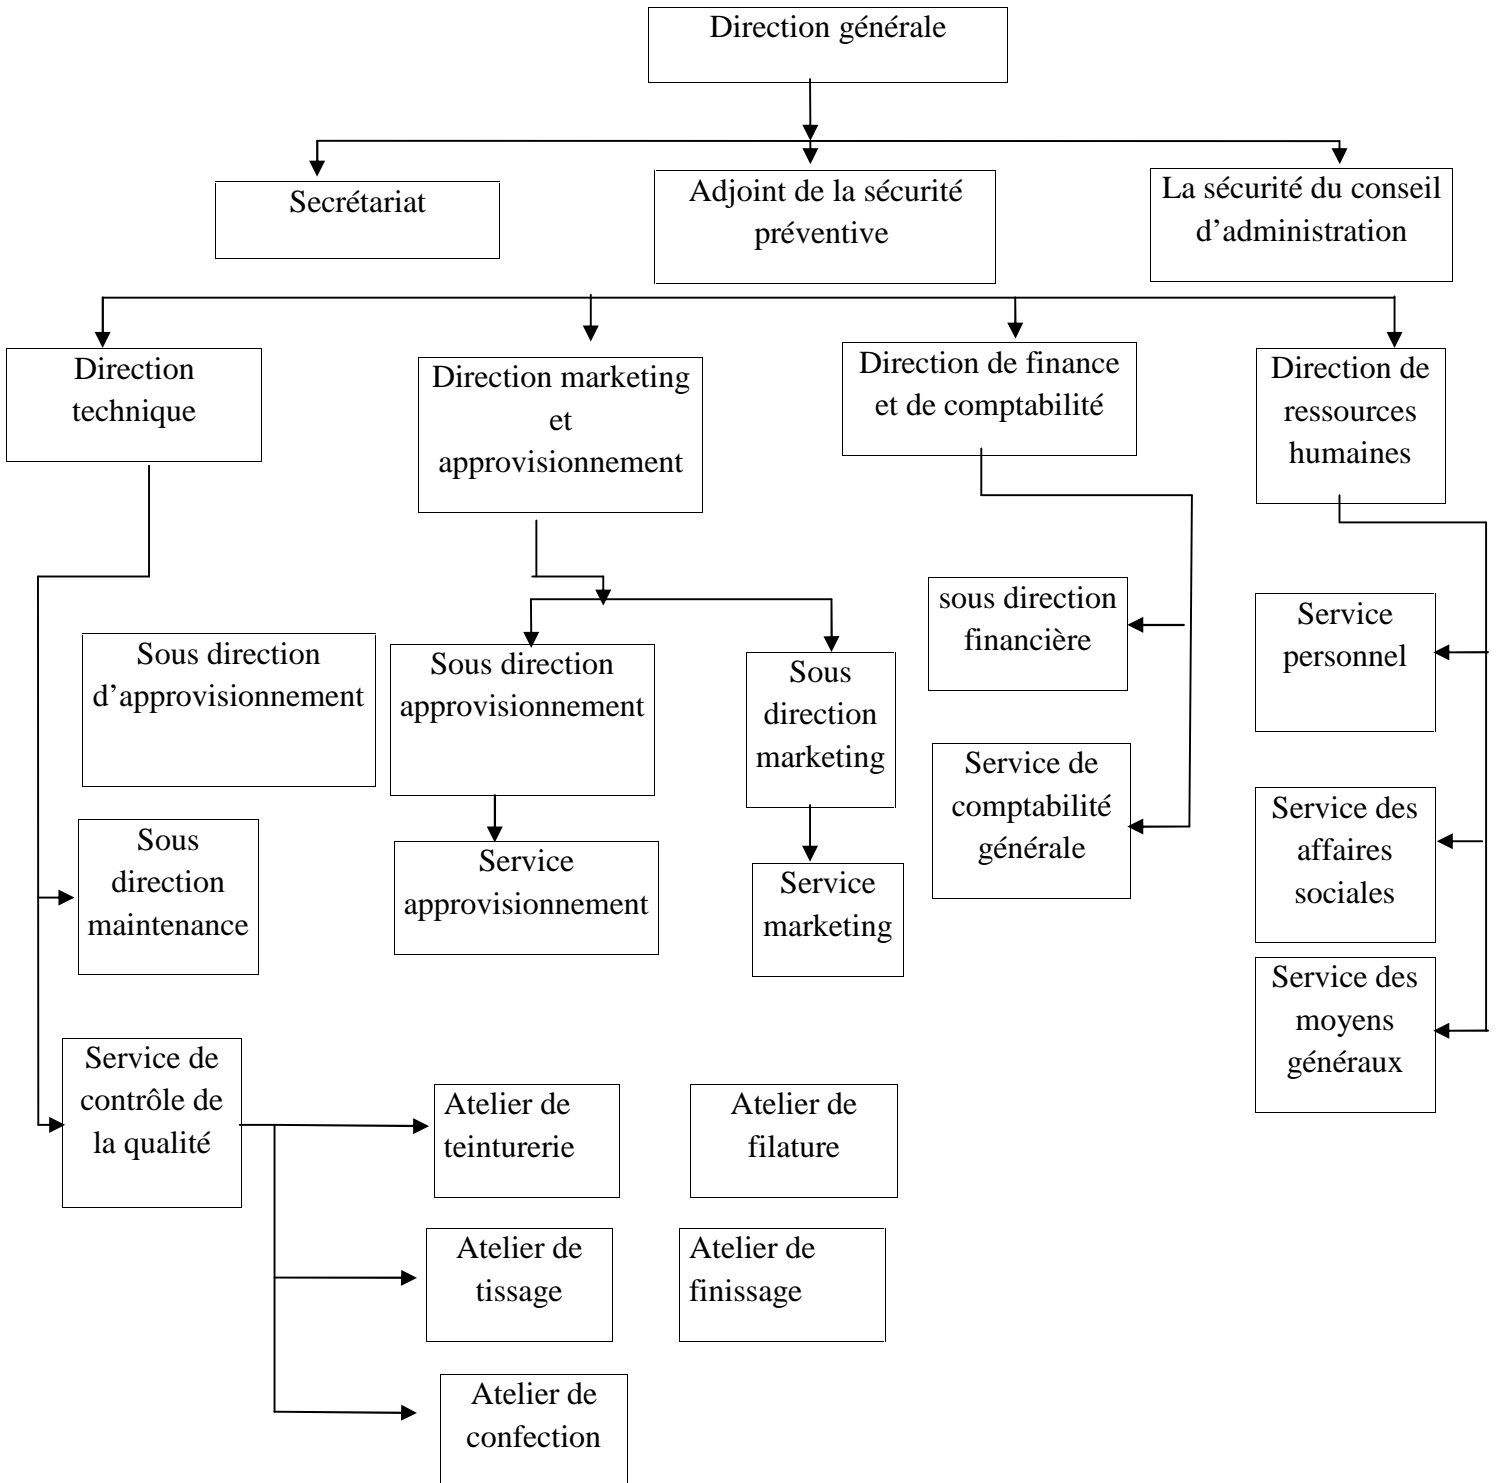 Direction générale
Secrétariat
Adjoint de la sécurité
préventive
La sécurité du conseil
d’administration
Direction
technique
Direction marketing
et
approvisionnement
Direction de finance
et de comptabilité
Direction de
ressources
humaines
Sous direction
d’approvisionnement
Sous direction
approvisionnement
Sous
direction
marketing
sous direction
financière
Service
personnel
Sous
direction
maintenance
Service
approvisionnement
Service
marketing
Service de
comptabilité
générale
Service des
affaires
sociales
Service des
moyens
généraux
Service de
contrôle de
la qualité
Atelier de
teinturerie
Atelier de
filature
Atelier de
tissage
Atelier de
finissage
Atelier de
confection